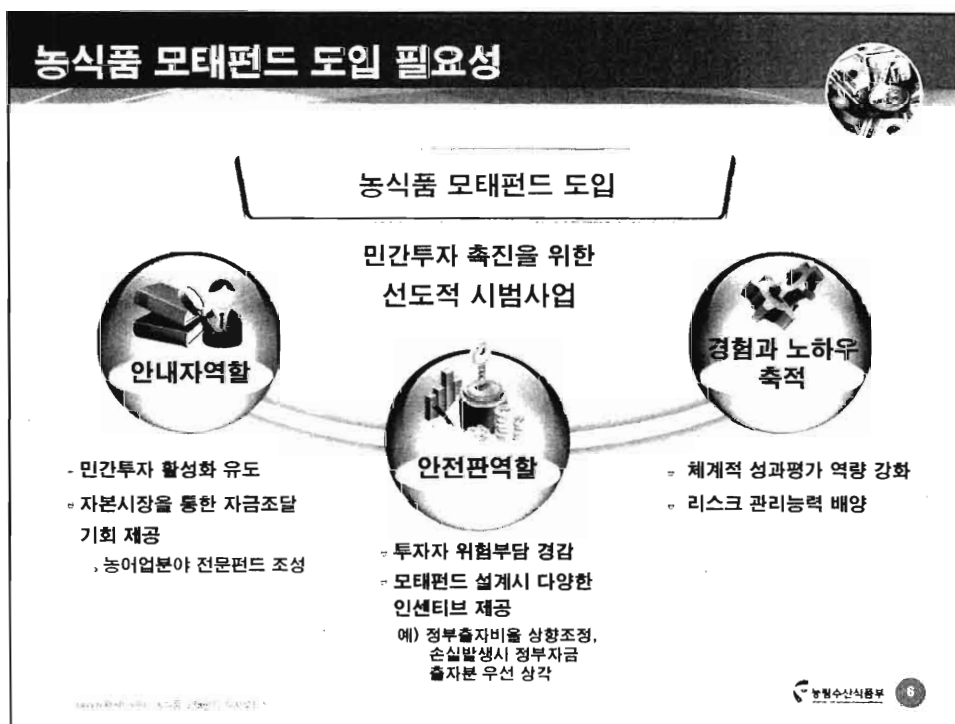 농식품 모태펀드 도입 필요성
농식품 모태펀드 도입
민간투자 촉진을 위한
선도적 시범사업
안내자역할
- 민간투자 활성화 유도
자본시장을 통한 자금조달
기회 제공
농어업분야 전문펀드 조성
안전판역할
투자자 위험부담 경감
모태펀드 설계시 다양한
인센티브 제공
예) 정부출자비율 상향조정,
손실발생시 정부자금
출자분 우선 상각
경험과 노하우
축적
체계적 성과평가 역량 강화
리스크 관리능력 배양
농림수산식품부 6